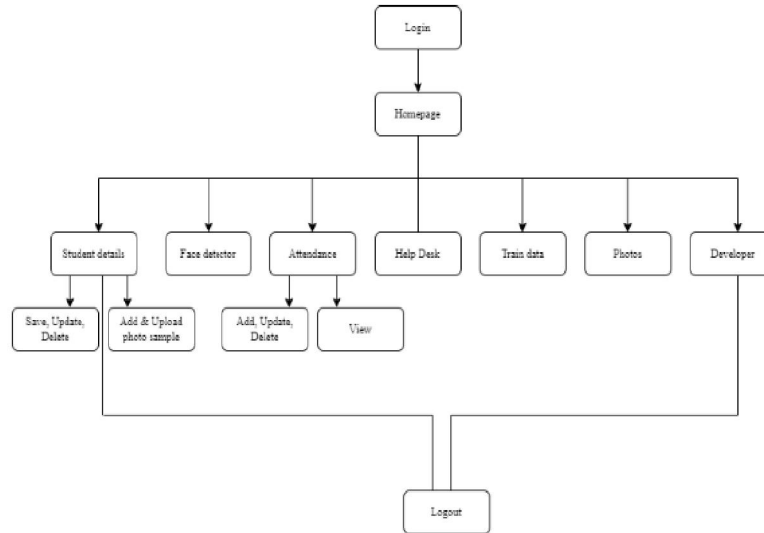 Login
Homepage
Student details
Face detector
Attendance
Help Desk
Train data
Photos
Developer
Save, Update,
Delete
Add & Upload
photo sample
Add, Update,
Delete
View
Logout